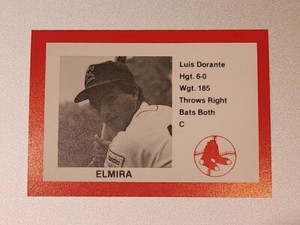 Luis Dorante
Hgt. 6-0
Wgt. 185
Throws Right
Bats Both
C
ELMIRA